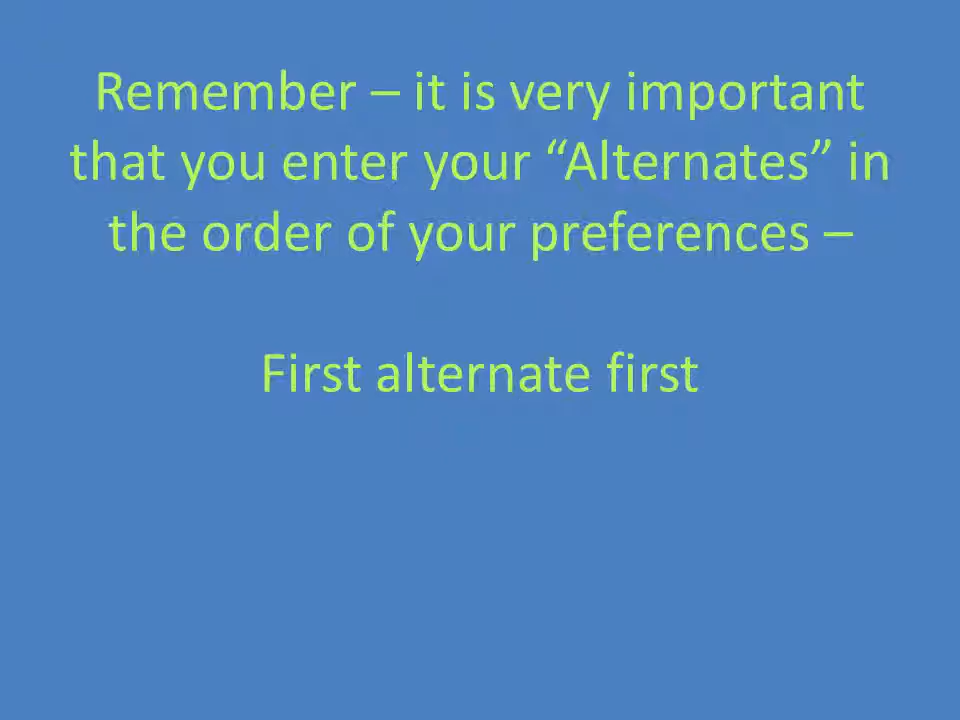 Remember – it is very important
that you enter your “Alternates” in
the order of your preferences –
First alternate first